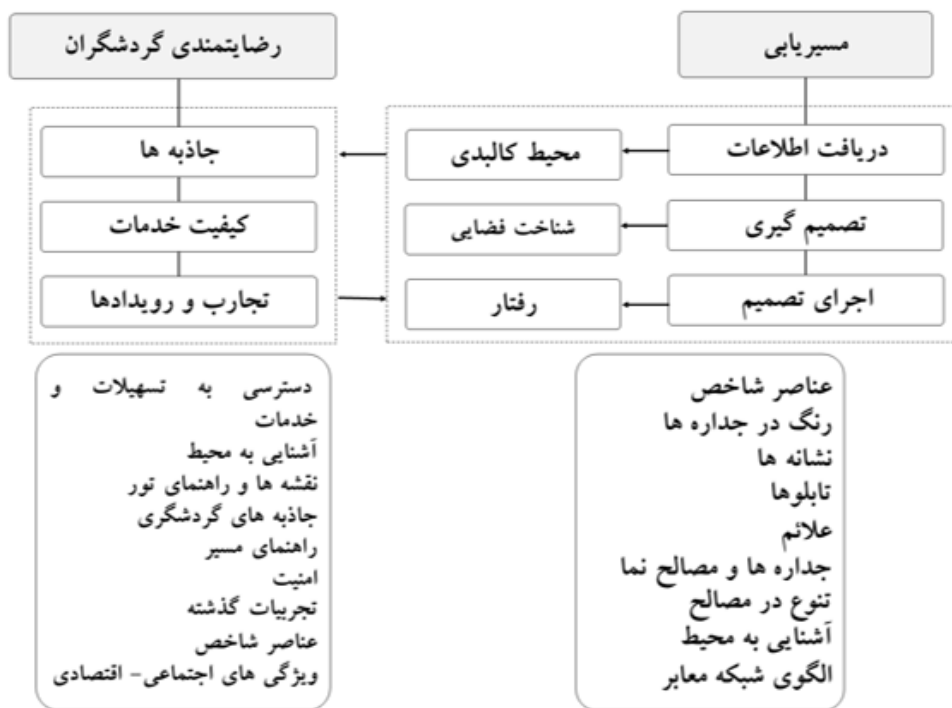 مسیریابی
رضایتمندی گردشگران
دریافت اطلاعات
محیط کالبدی
جاذبه ها
تصمیم گیری
شناخت فضایی
کیفیت خدمات
اجرای تصمیم
رفتار
تجارب و رویدادها
عناصر شاخص
رنگ در جداره ها
نشانه ها
تابلوها
علائم
جداره ها و مصالح نما
تنوع در مصالح
آشنایی به محیط
الگوی شبکه معابر
دسترسی به تسهیلات و
خدمات
آشنایی به محیط
نقشه ها و راهنمای تور
جاذبه های گردشگری
راهنمای مسیر
امنیت
تجربیات گذشته
عناصر شاخص
ویژگی های اجتماعی- اقتصادی